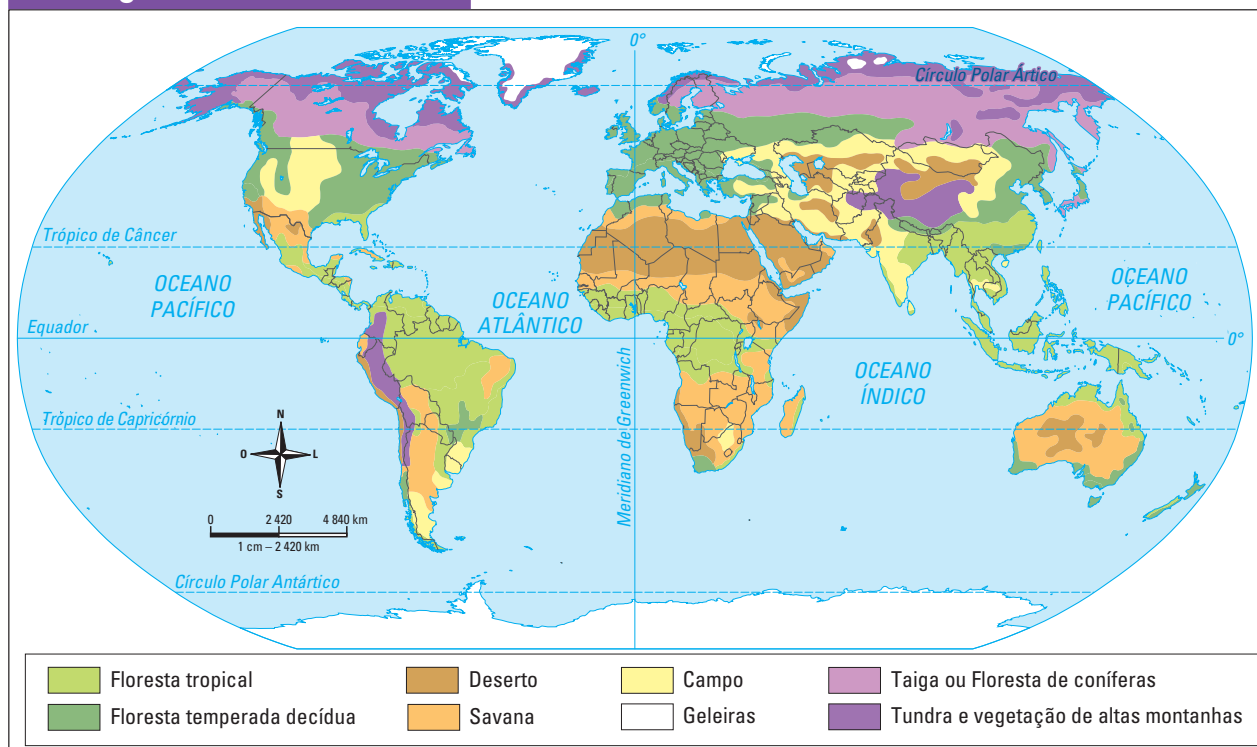 0°
Círculo Polar Ártico
Trópico de Câncer
OCEANO
PACÍFICO
OCEANO
ATLÂNTICO
OCEANO
PACÍFICO
Equador
0°
OCEANO
ÍNDICO
Meridiano de Greenwich
Trópico de Capricórnio
N
O
L
S
0 2 420 4 840 km
1 cm – 2 420 km
Círculo Polar Antártico
Floresta tropical
Deserto
Campo
Taiga ou Floresta de coníferas
Floresta temperada decídua
Savana
Geleiras
Tundra e vegetação de altas montanhas